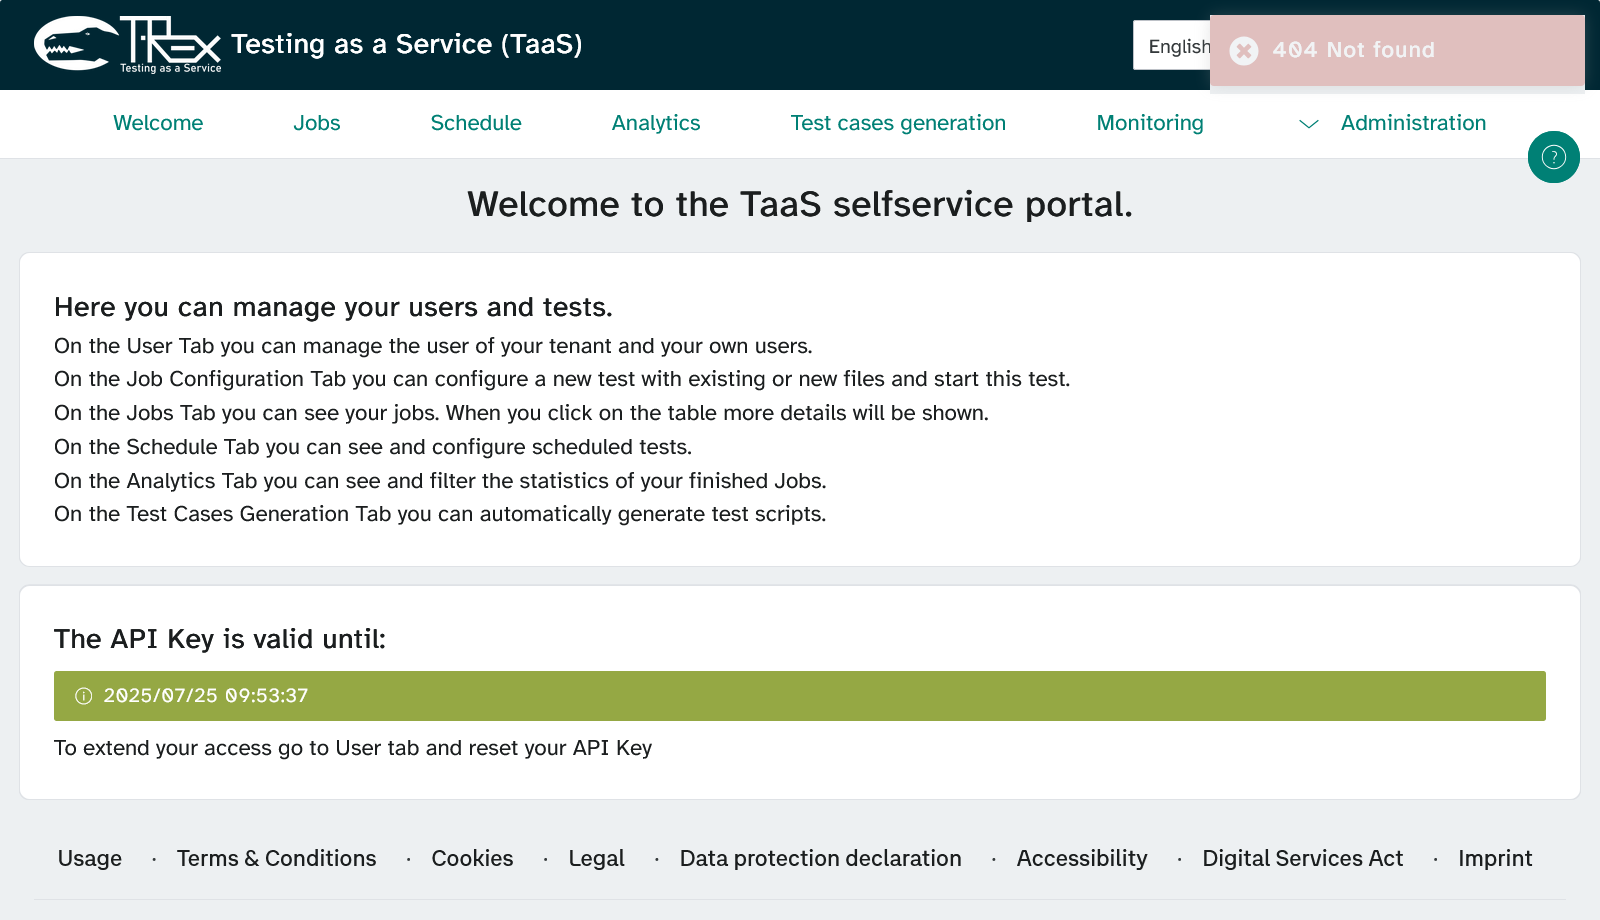 T-Rex
Testing as a Service
Testing as a Service (TaaS)
English
404 Not found
Welcome
Jobs
Schedule
Analytics
Test cases generation
Monitoring
Administration
?
Welcome to the TaaS selfservice portal.
Here you can manage your users and tests.
On the User Tab you can manage the user of your tenant and your own users.
On the Job Configuration Tab you can configure a new test with existing or new files and start this test.
On the Jobs Tab you can see your jobs. When you click on the table more details will be shown.
On the Schedule Tab you can see and configure scheduled tests.
On the Analytics Tab you can see and filter the statistics of your finished Jobs.
On the Test Cases Generation Tab you can automatically generate test scripts.
The API Key is valid until:
2025/07/25 09:53:37
To extend your access go to User tab and reset your API Key
Usage · Terms & Conditions · Cookies · Legal · Data protection declaration · Accessibility · Digital Services Act · Imprint